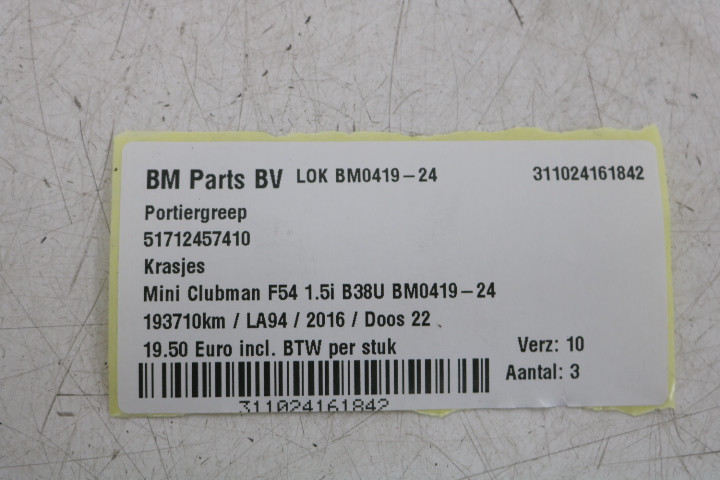 BM Parts BV LOK BM0419-24 311024161842
Portiergreep
51712457410
Krasjes
Mini Clubman F54 1.5i B38U BM0419-24
193710km / LA94 / 2016 / Doos 22
19.50 Euro incl. BTW per stuk Verz: 10
Aantal: 3
311024161842